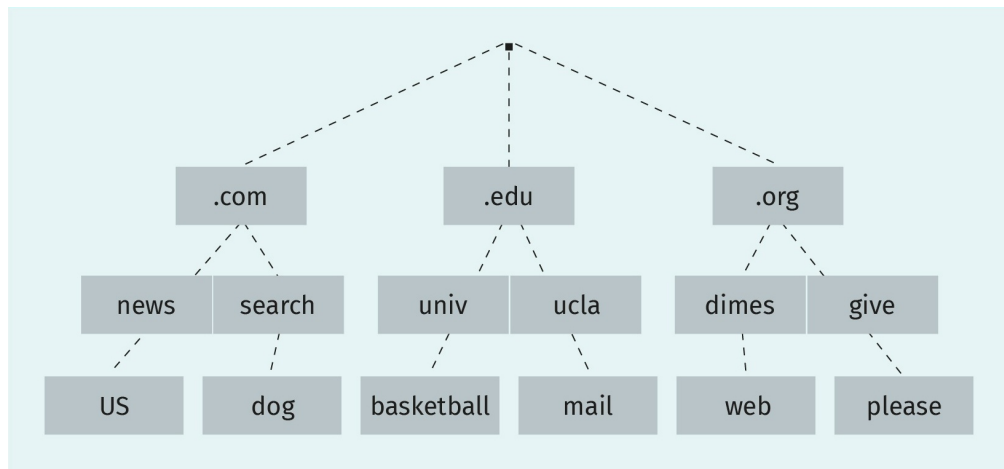 .com .edu .org
news search univ ucla dimes give
US dog basketball mail web please